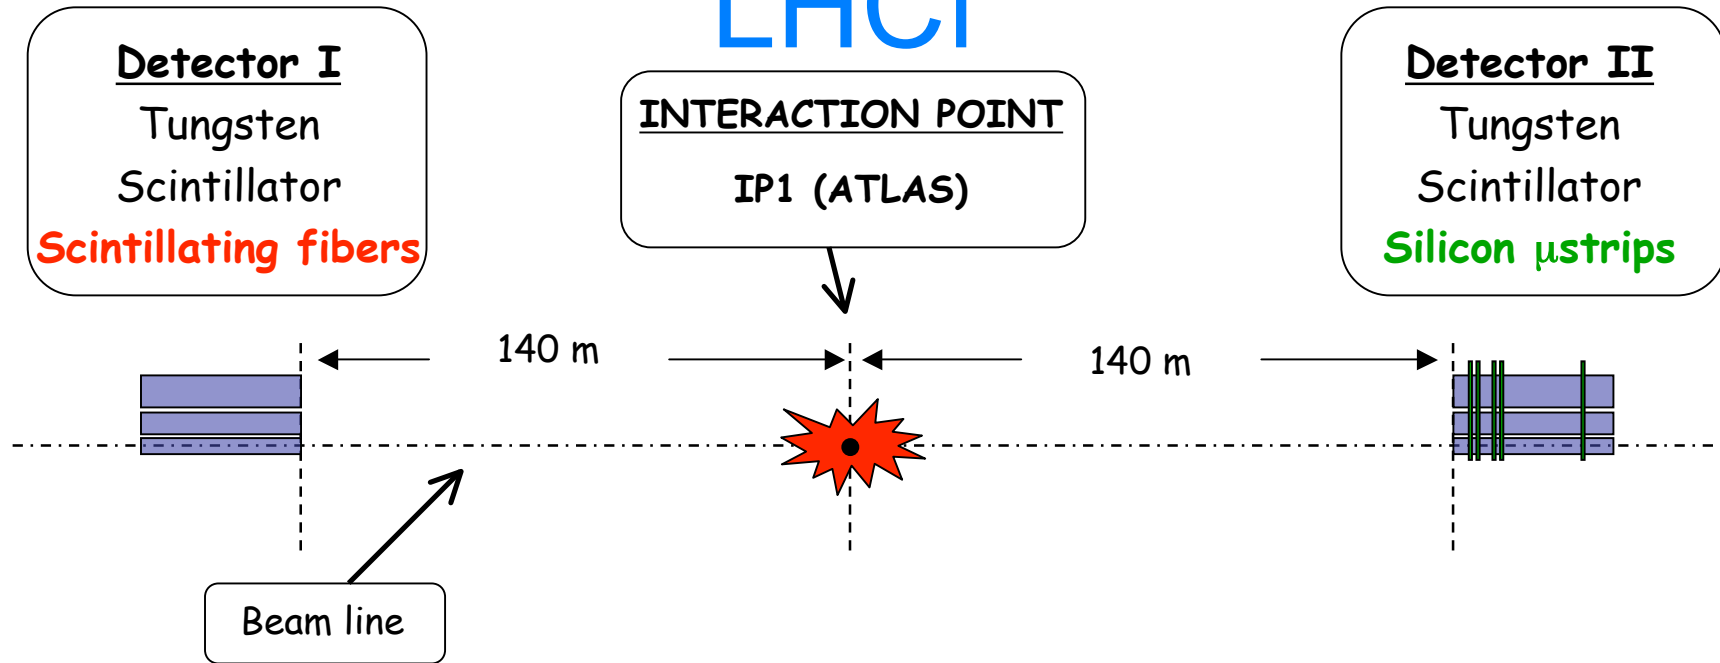 LHCf
Detector I
Tungsten
Scintillator
Scintillating fibers
INTERACTION POINT
IP1 (ATLAS)
Detector II
Tungsten
Scintillator
Silicon μstrips
140 m
140 m
Beam line